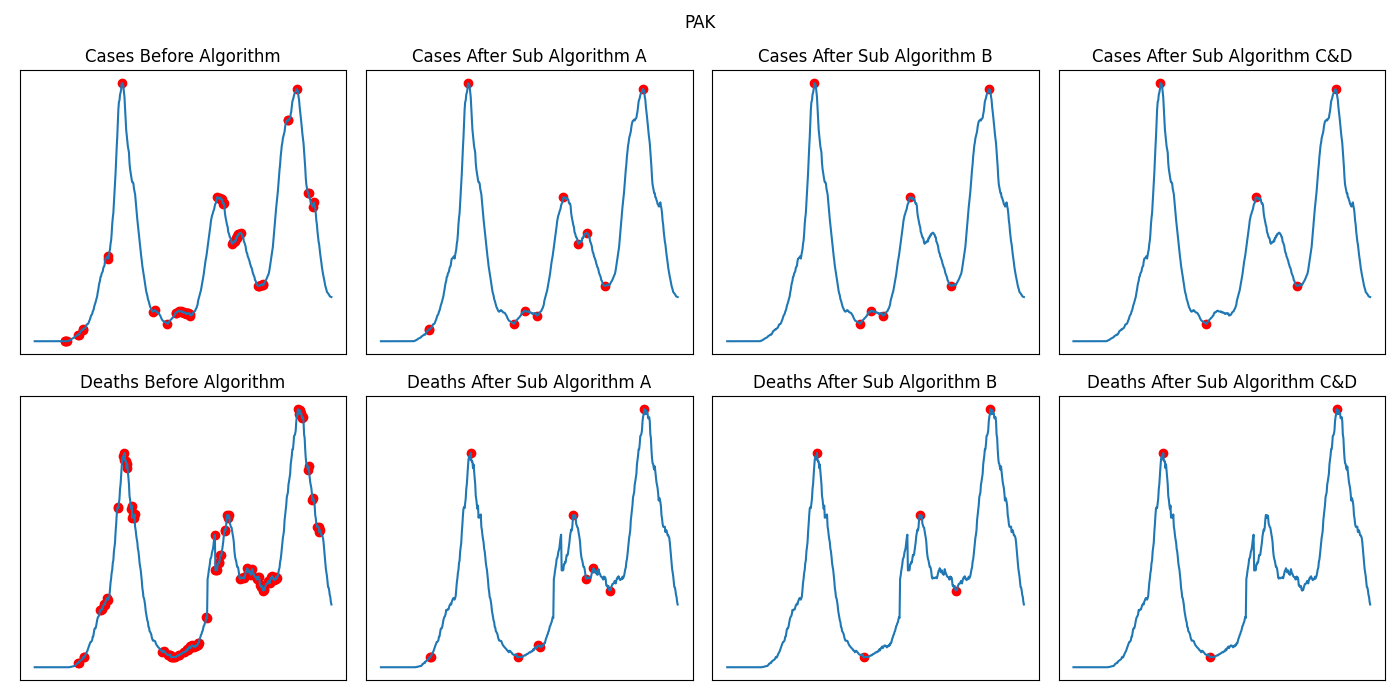 PAK
Cases Before Algorithm
Cases After Sub Algorithm A
Cases After Sub Algorithm B
Cases After Sub Algorithm C&D
Deaths Before Algorithm
Deaths After Sub Algorithm A
Deaths After Sub Algorithm B
Deaths After Sub Algorithm C&D